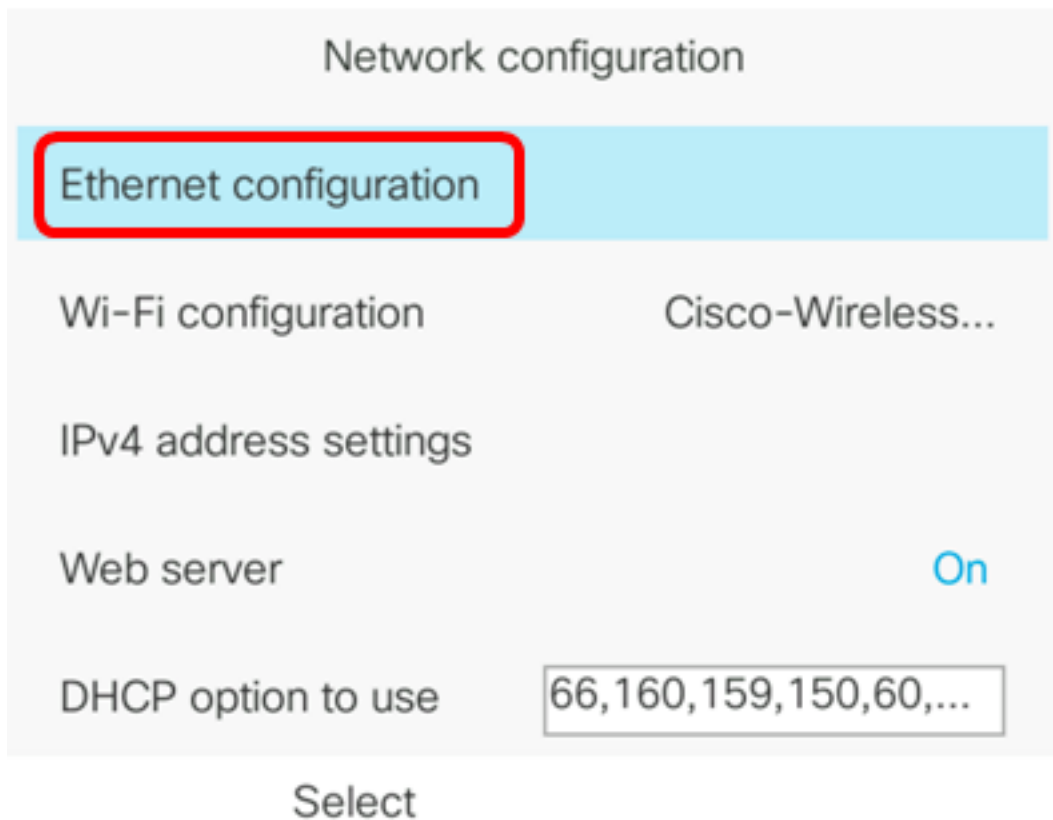 Network configuration
Ethernet configuration
Wi-Fi configuration Cisco-Wireless...
IPv4 address settings
Web server On
DHCP option to use 66,160,159,150,60,...
Select